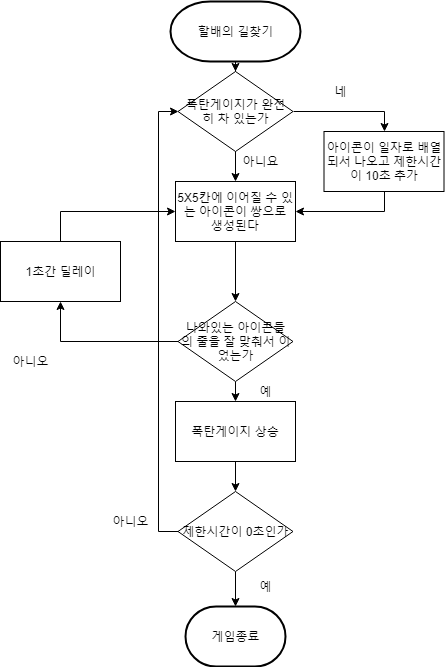 할배의 길찾기
폭탄게이지가 완전
히 차 있는가
네
아이콘이 일자로 배열
되서 나오고 제한시간
이 10초 추가
아니요
5X5칸에 이어질 수 있
는 아이콘이 쌍으로
생성된다
1초간 딜레이
나와있는 아이콘들
의 줄을 잘 맞춰서 이
었는가
아니오
예
폭탄게이지 상승
아니오
제한시간이 0초인가
예
게임종료